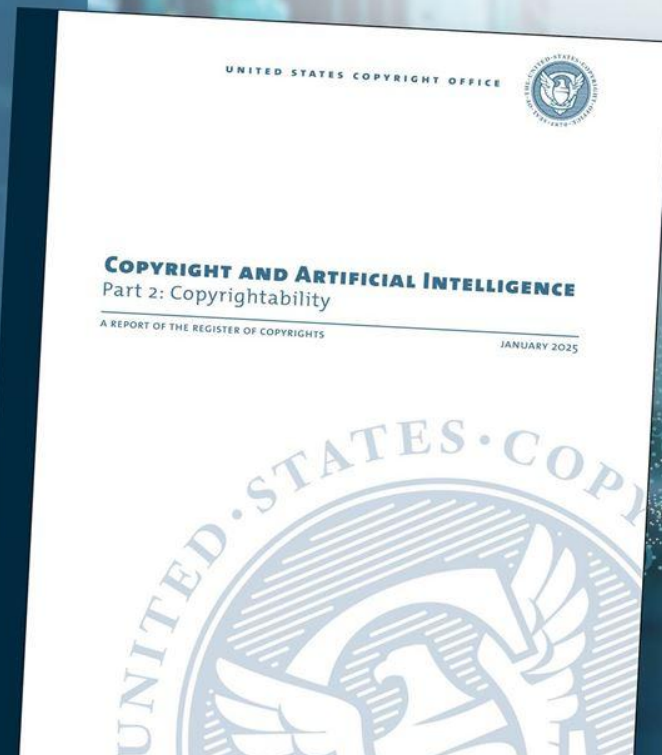 UNITED STATES COPYRIGHT OFFICE
COPYRIGHT AND ARTIFICIAL INTELLIGENCE
Part 2: Copyrightability
A REPORT OF THE REGISTER OF COPYRIGHTS
JANUARY 2025
UNITED·STATES·COPY